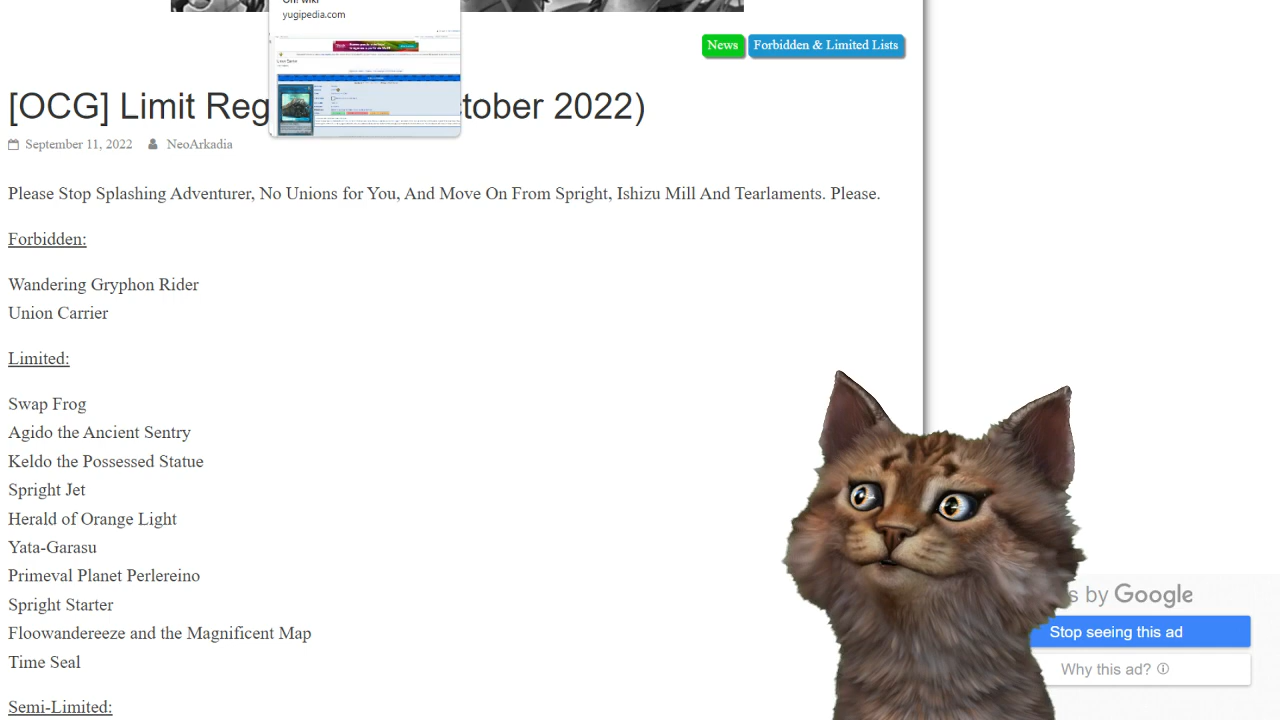 yugipedia.com
News
Forbidden & Limited Lists
[OCG] Limit Reg tober 2022)
September 11, 2022 NeoArkadia
Please Stop Splashing Adventurer, No Unions for You, And Move On From Spright, Ishizu Mill And Tearlaments. Please.
Forbidden:
Wandering Gryphon Rider
Union Carrier
Limited:
Swap Frog
Agido the Ancient Sentry
Keldo the Possessed Statue
Spright Jet
Herald of Orange Light
Yata-Garasu
Primeval Planet Perlereino
Spright Starter
Floowandereeze and the Magnificent Map
Time Seal
Semi-Limited:
s by Google
Stop seeing this ad
Why this ad?